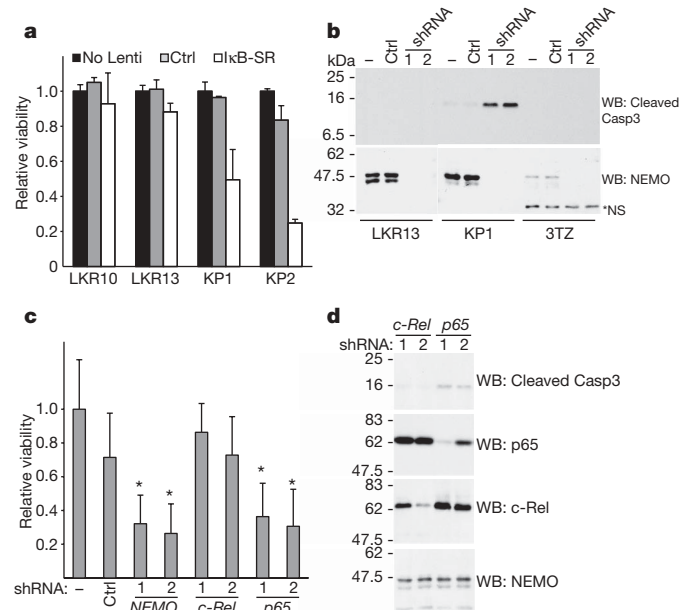 a
No Lenti Ctrl IκB-SR
Relative viability
1.0
0.8
0.6
0.4
0.2
0
LKR10 LKR13 KP1 KP2
b
shRNA shRNA shRNA
kDa – Ctrl 1 2 – Ctrl 1 2 – Ctrl 1 2
25
16
6.5
WB: Cleaved
Casp3
62
47.5
32
WB: NEMO
*NS
LKR13 KP1 3TZ
c
Relative viability
1.0
0.8
0.6
0.4
0.2
* * * *
shRNA: – Ctrl 1 2 1 2 1 2
NEMO c-Rel p65
d
c-Rel p65
shRNA: 1 2 1 2
25
16
WB: Cleaved Casp3
83
62
47.5
WB: p65
83
62
47.5
WB: c-Rel
62
47.5
WB: NEMO